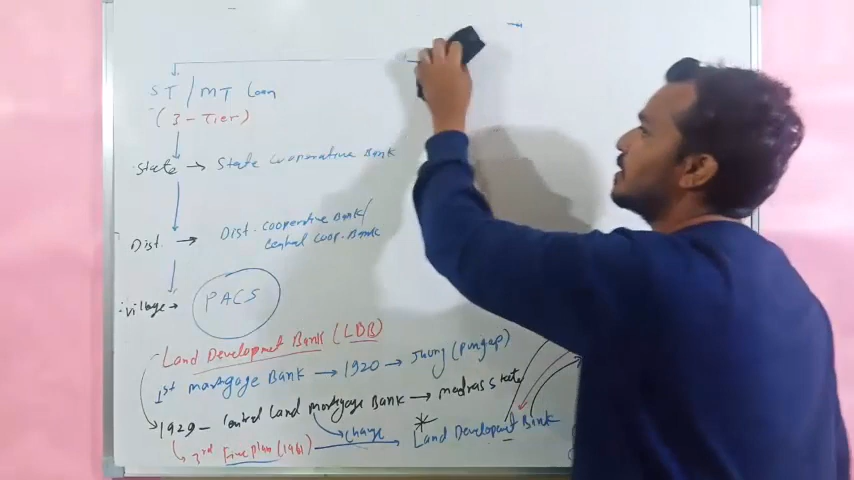 ST/MT Loan
(3-Tier)
State → State cooperative Bank
Dist. → Dist. cooperative Bank/
central coop. Bank
village → PACS
Land Development Bank (LDB)
1st mortgage Bank → 1920 → Jhang (Punjap)
1929 - Central Land mortgage Bank → madras state
3rd Five plan (1961) change Land Development Bank